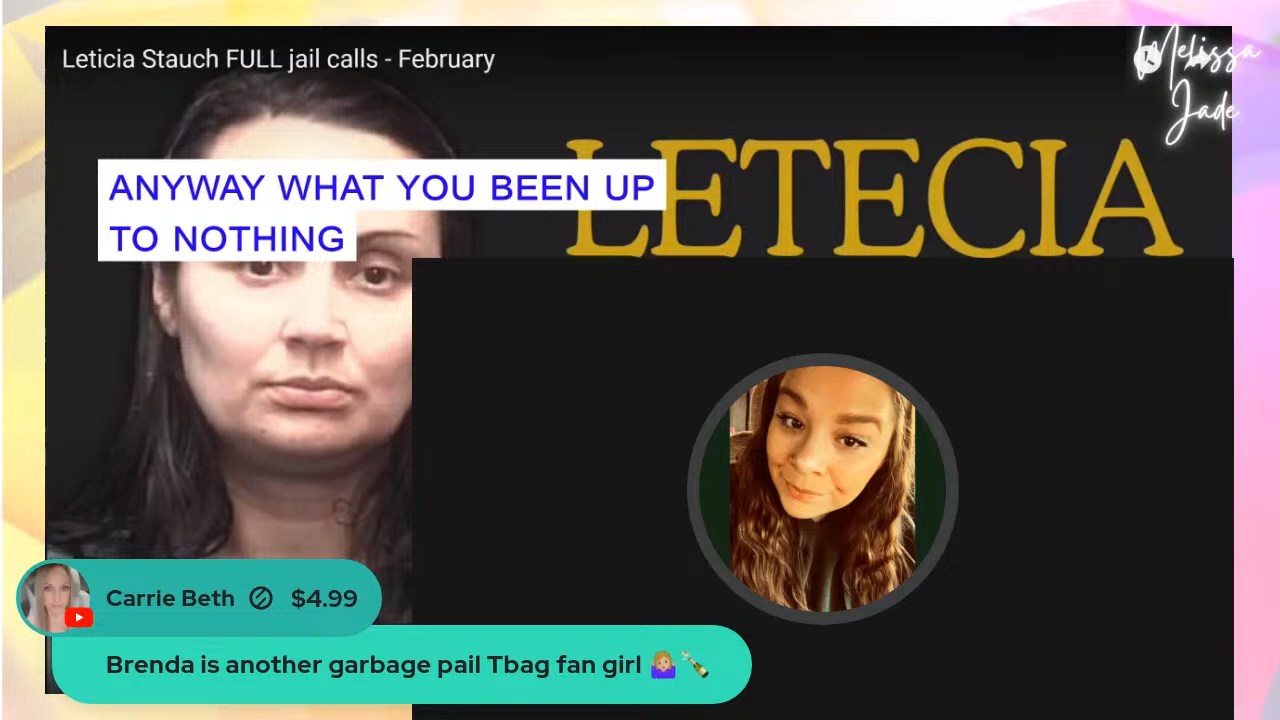 Leticia Stauch FULL jail calls - February
Melissa
Jade
LETECIA
ANYWAY WHAT YOU BEEN UP
TO NOTHING
Carrie Beth $4.99
Brenda is another garbage pail Tbag fan girl 🤷🏼‍♀️🍾